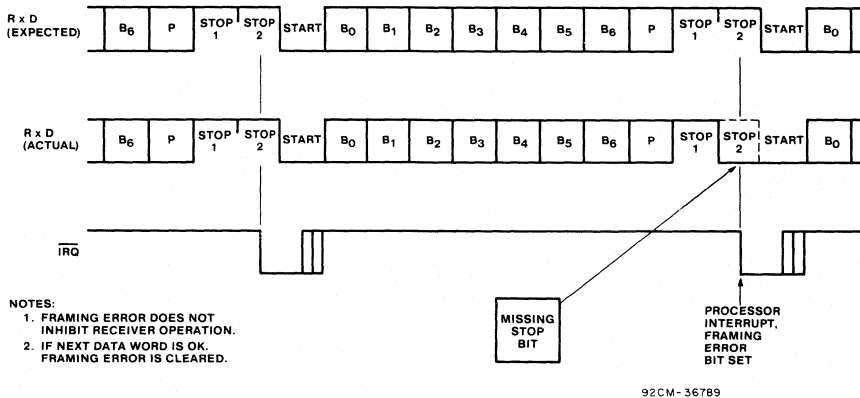 R x D
(EXPECTED)
B6 P STOP 1 STOP 2 START B0 B1 B2 B3 B4 B5 B6 P STOP 1 STOP 2 START B0
R x D
(ACTUAL)
B6 P STOP 1 STOP 2 START B0 B1 B2 B3 B4 B5 B6 P STOP 1 STOP 2 START B0
IRQ
NOTES:
1. FRAMING ERROR DOES NOT
INHIBIT RECEIVER OPERATION.
2. IF NEXT DATA WORD IS OK.
FRAMING ERROR IS CLEARED.
MISSING
STOP
BIT
PROCESSOR
INTERRUPT,
FRAMING
ERROR
BIT SET
92CM-36789